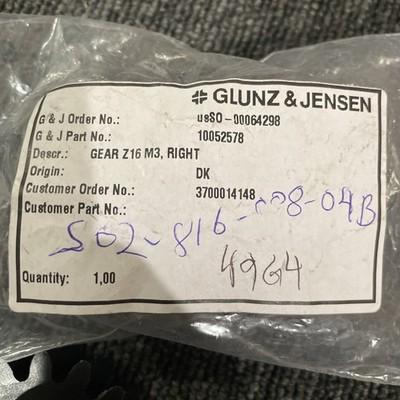 GLUNZ & JENSEN
G & J Order No.: usSO-00064298
G & J Part No.: 10052578
Descr.: GEAR Z16 M3, RIGHT
Origin: DK
Customer Order No.: 3700014148
Customer Part No.:
S02-816-008-04B
4964
Quantity: 1,00